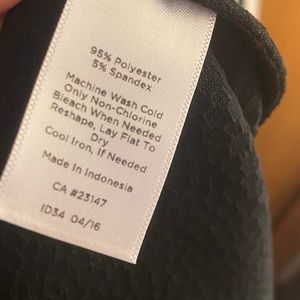 95% Polyester
5% Spandex
Machine Wash Cold
Only Non-Chlorine
Bleach When Needed
Reshape, Lay Flat To
Dry
Cool Iron, If Needed
Made In Indonesia
CA #23147
ID34 04/16